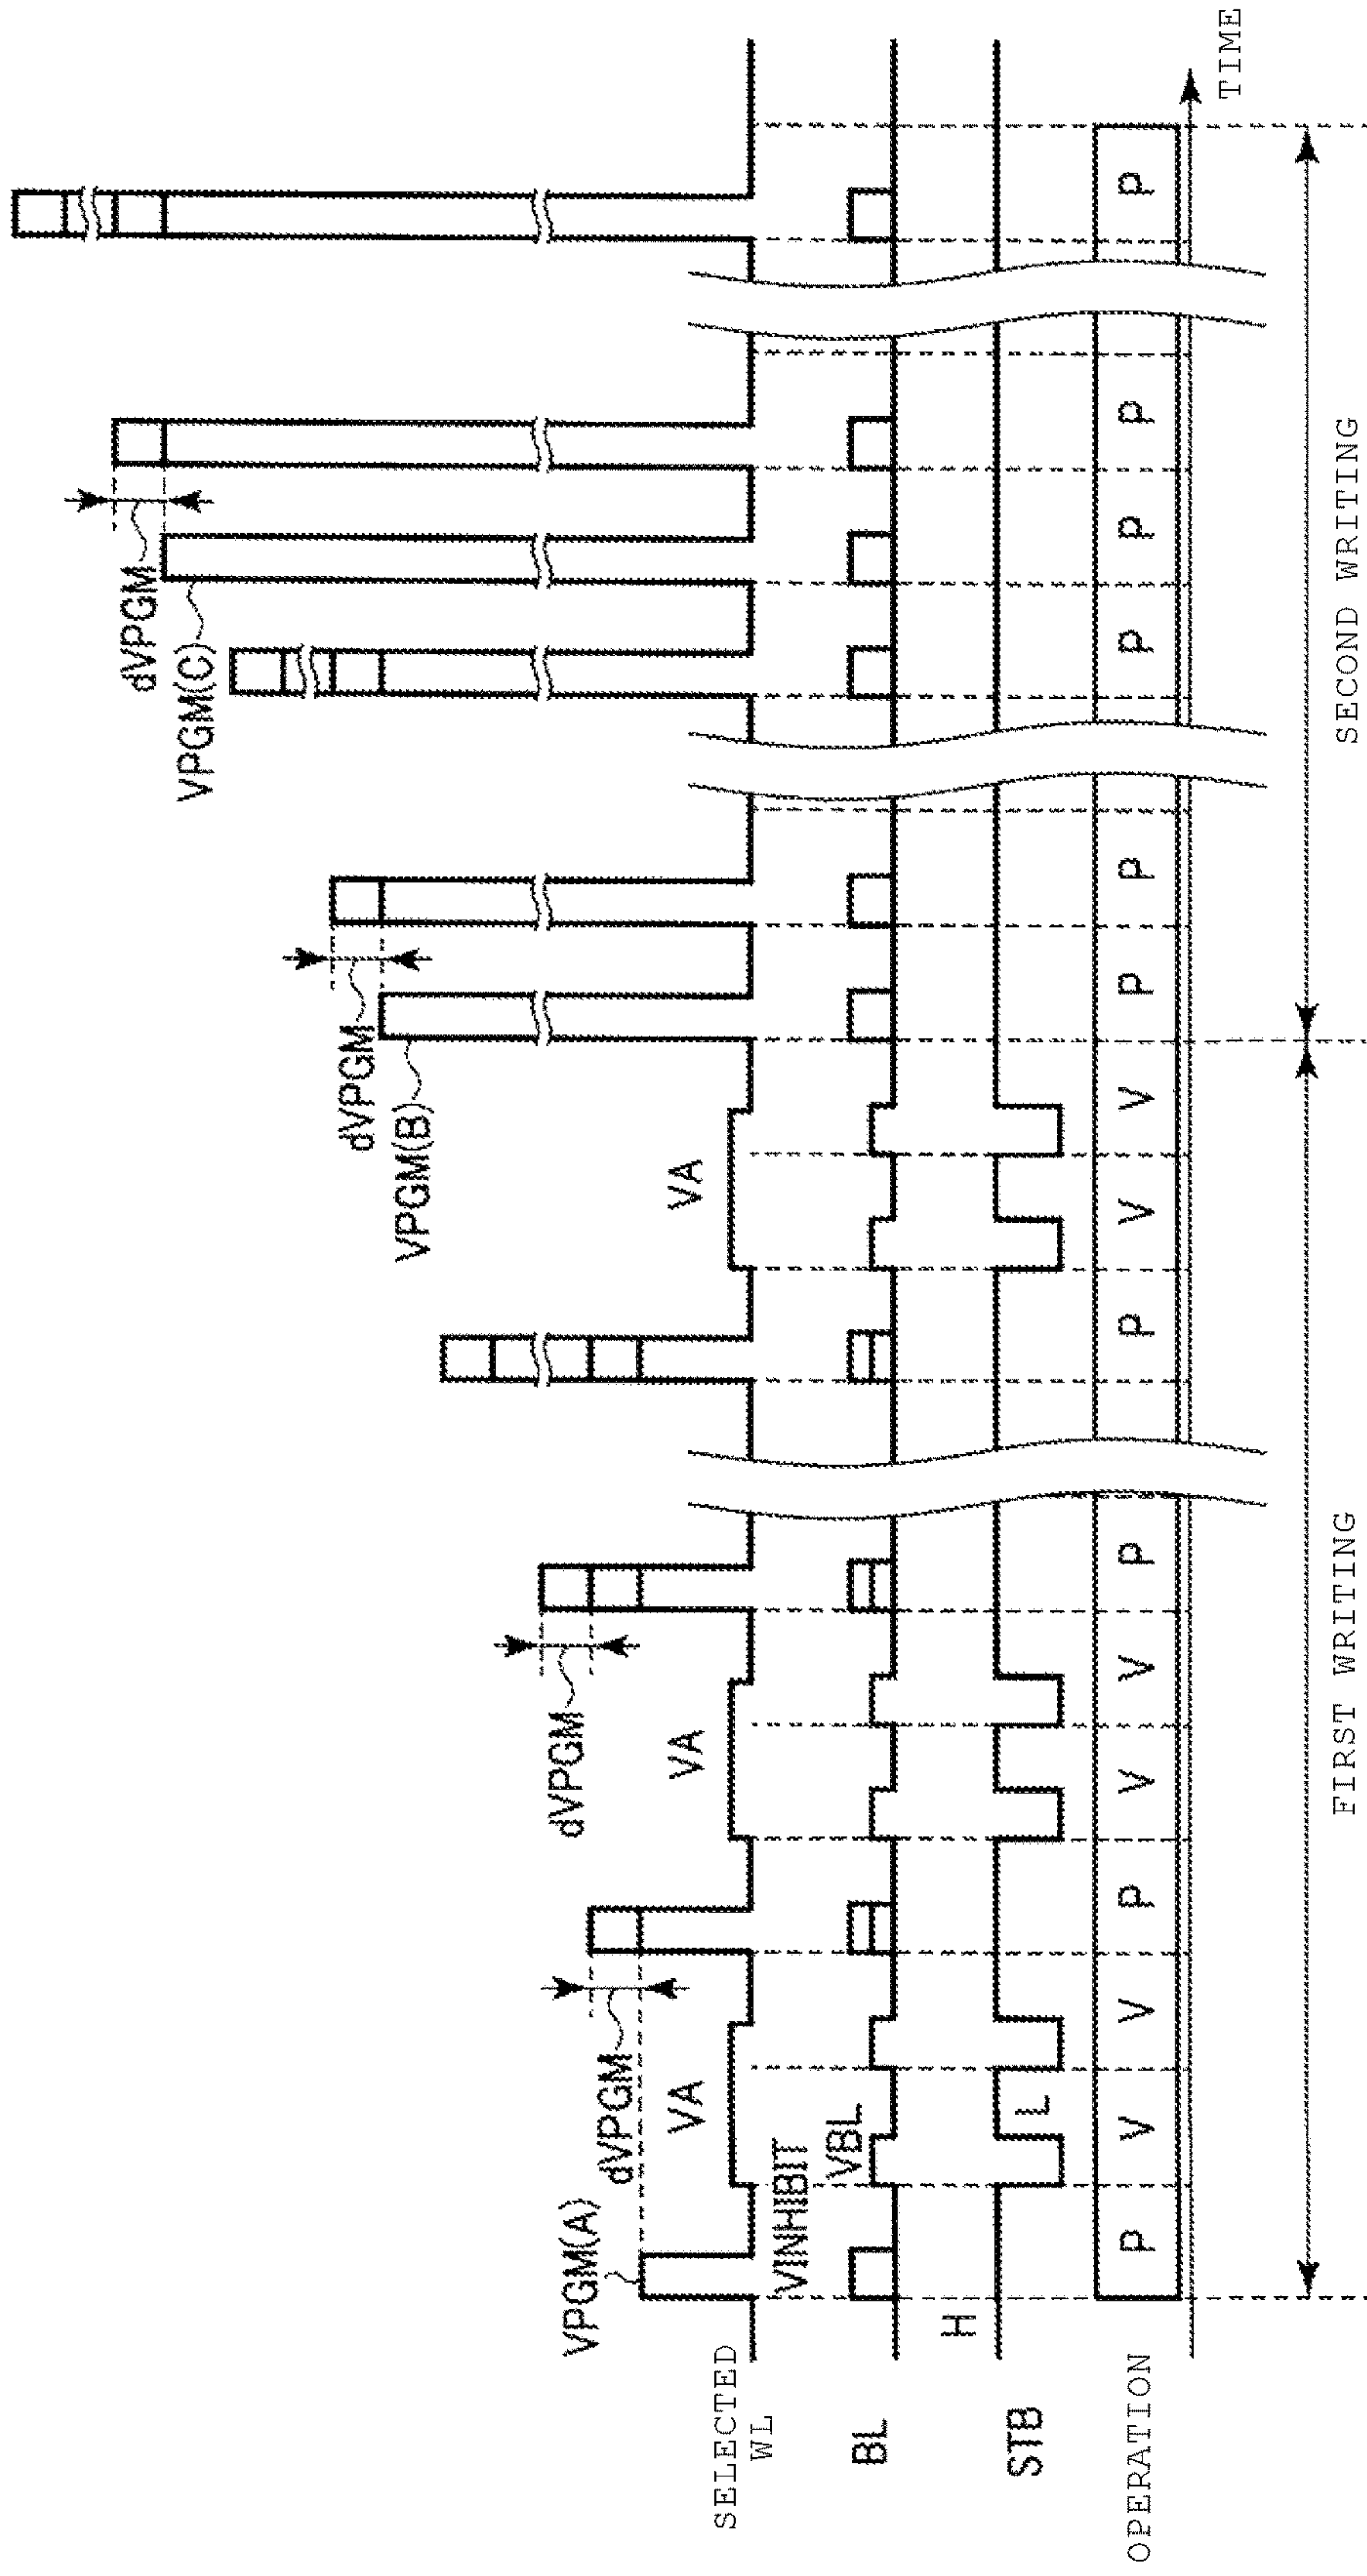 VPGM(A)
dVPGM
dVPGM
VPGM(B)
dVPGM
VPGM(C)
dVPGM
VA
VA
VA
SELECTED
WL
VINHIBIT
VBL
BL
H
L
STB
OPERATION
P V V P V V P P V V P P P P P P
TIME
FIRST WRITING
SECOND WRITING